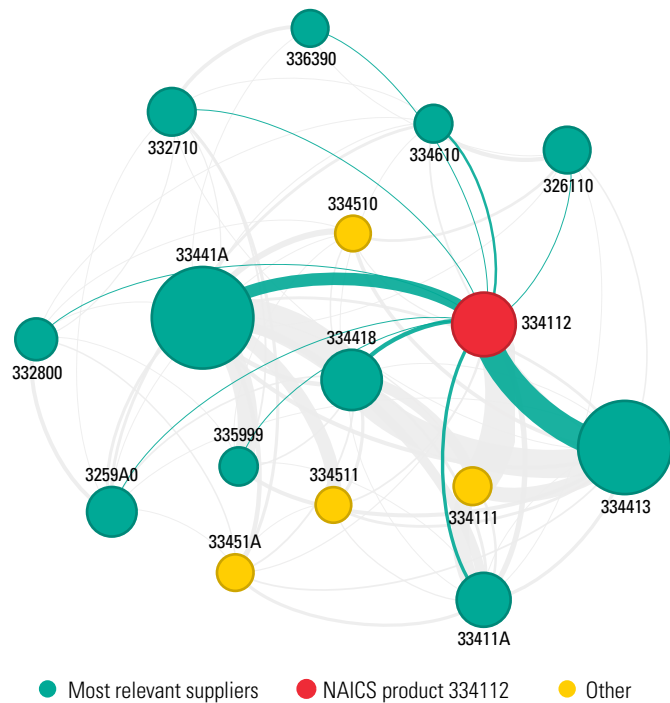 336390
332710
334610
326110
334510
33441A
334112
334418
332800
335999
334511
3259A0
334111
334413
33451A
33411A
Most relevant suppliers
NAICS product 334112
Other